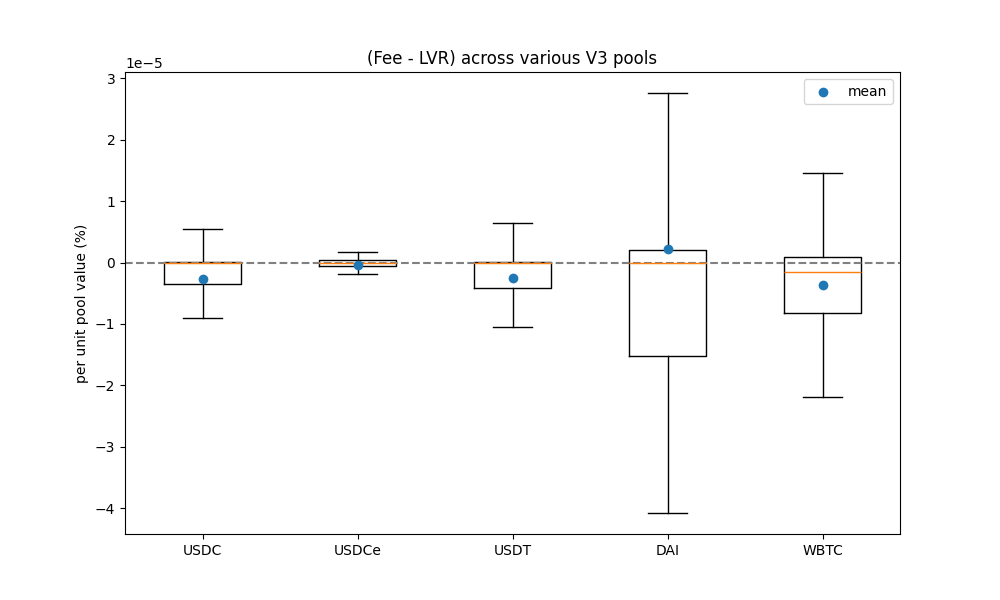 (Fee - LVR) across various V3 pools
1e−5
mean
3
2
1
0
−1
−2
−3
−4
per unit pool value (%)
USDC
USDCe
USDT
DAI
WBTC